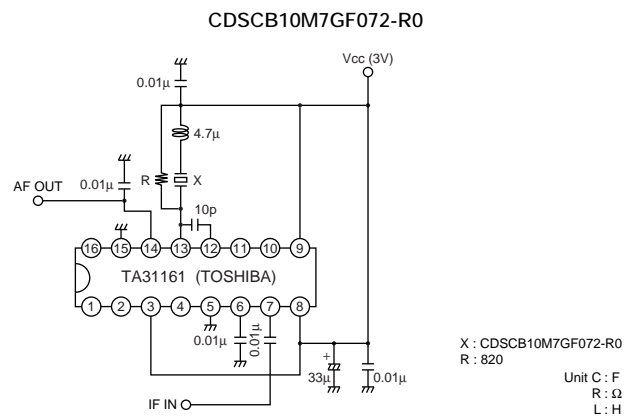 CDSCB10M7GF072-R0
Vcc (3V)
0.01µ
4.7µ
0.01µ
R
X
AF OUT
10p
16 15 14 13 12 11 10 9
TA31161 (TOSHIBA)
1 2 3 4 5 6 7 8
0.01µ
0.01µ
+
33µ
0.01µ
IF IN
X : CDSCB10M7GF072-R0
R : 820
Unit C : F
R : Ω
L : H